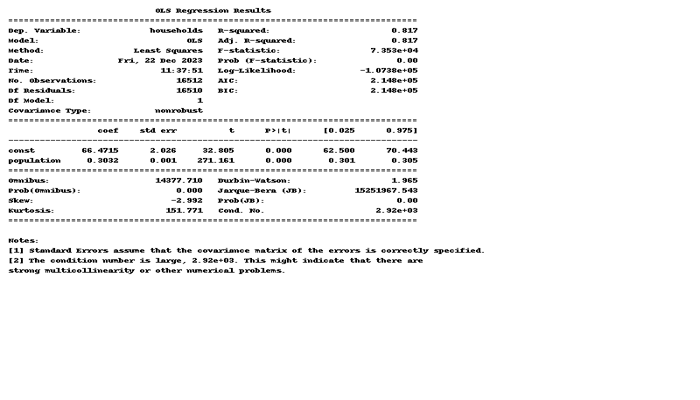 OLS Regression Results
==============================================================================
Dep. Variable: households R-squared: 0.817
Model: OLS Adj. R-squared: 0.817
Method: Least Squares F-statistic: 7.353e+04
Date: Fri, 22 Dec 2023 Prob (F-statistic): 0.00
Time: 11:37:51 Log-Likelihood: -1.0738e+05
No. Observations: 16512 AIC: 2.148e+05
Df Residuals: 16510 BIC: 2.148e+05
Df Model: 1
Covariance Type: nonrobust
==============================================================================
coef std err t P>|t| [0.025 0.975]
------------------------------------------------------------------------------
const 66.4715 2.026 32.805 0.000 62.500 70.443
population 0.3032 0.001 271.161 0.000 0.301 0.305
==============================================================================
Omnibus: 14377.710 Durbin-Watson: 1.965
Prob(Omnibus): 0.000 Jarque-Bera (JB): 15251967.543
Skew: -2.992 Prob(JB): 0.00
Kurtosis: 151.771 Cond. No. 2.92e+03
==============================================================================
Notes:
[1] Standard Errors assume that the covariance matrix of the errors is correctly specified.
[2] The condition number is large, 2.92e+03. This might indicate that there are
strong multicollinearity or other numerical problems.